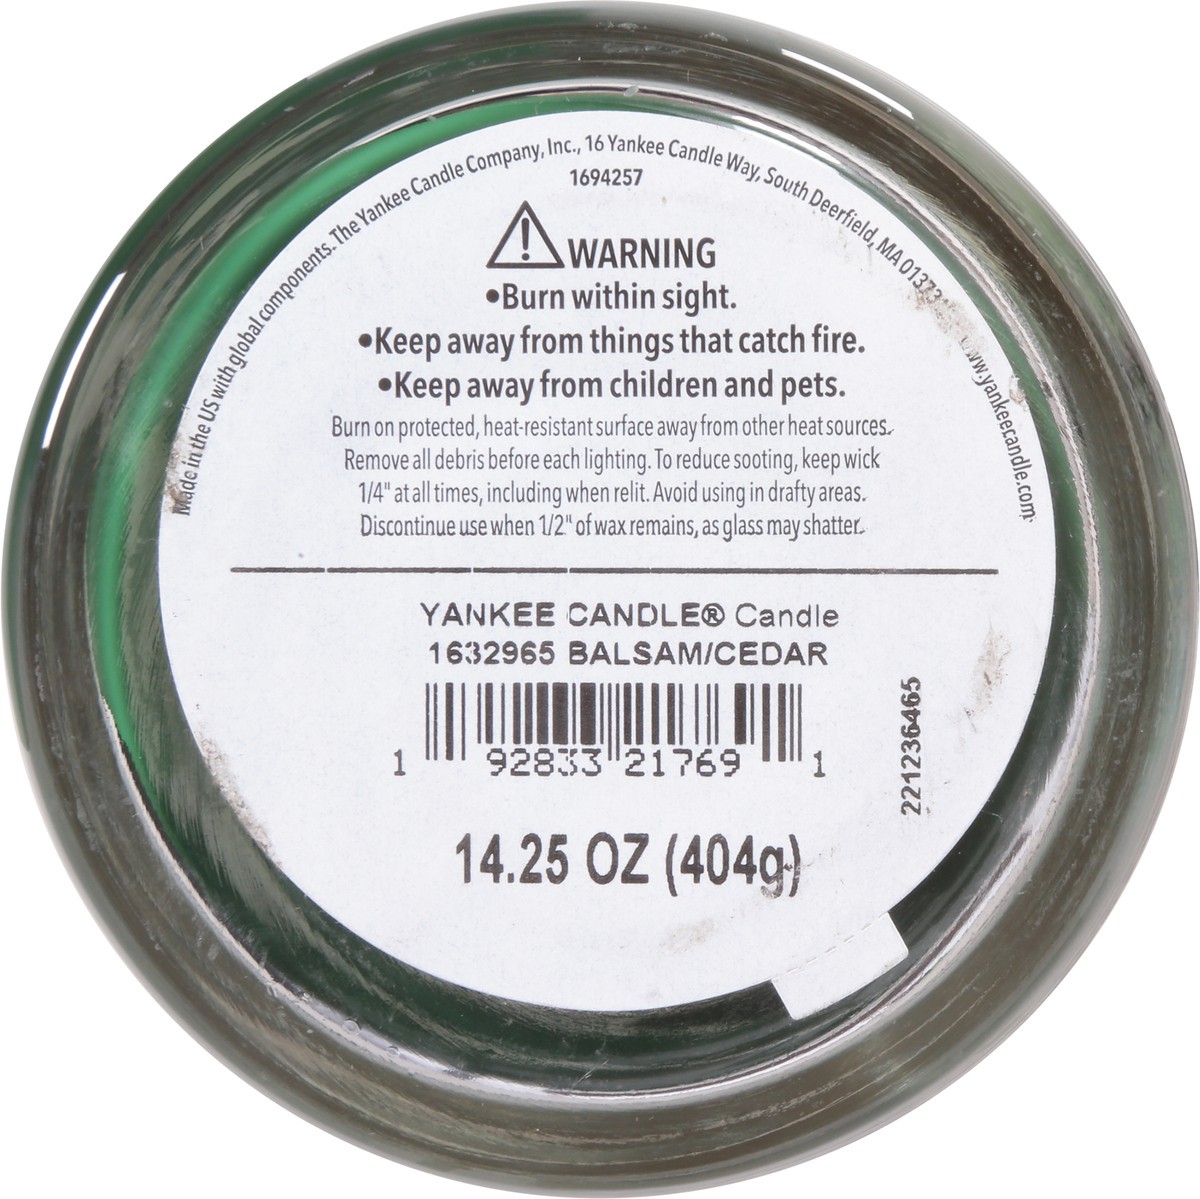 Made in the US with global components. The Yankee Candle Company, Inc., 16 Yankee Candle Way, South Deerfield, MA 01373 www.yankeecandle.com
1694257
WARNING
•Burn within sight.
•Keep away from things that catch fire.
•Keep away from children and pets.
Burn on protected, heat-resistant surface away from other heat sources.
Remove all debris before each lighting. To reduce sooting, keep wick
1/4" at all times, including when relit. Avoid using in drafty areas.
Discontinue use when 1/2" of wax remains, as glass may shatter.
YANKEE CANDLE® Candle
1632965 BALSAM/CEDAR
1 92833 21769 1
221236465
14.25 OZ (404g)